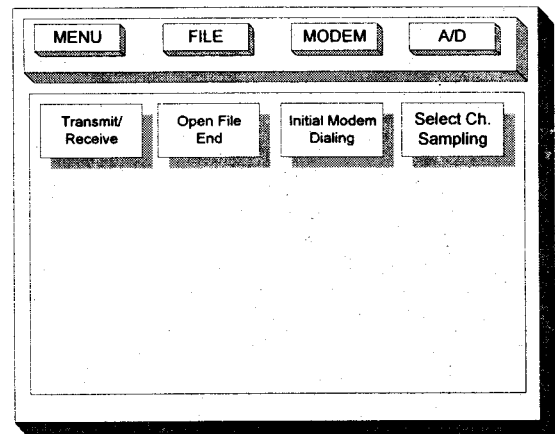 MENU FILE MODEM A/D
Transmit/ Open File Initial Modem Select Ch.
Receive End Dialing Sampling